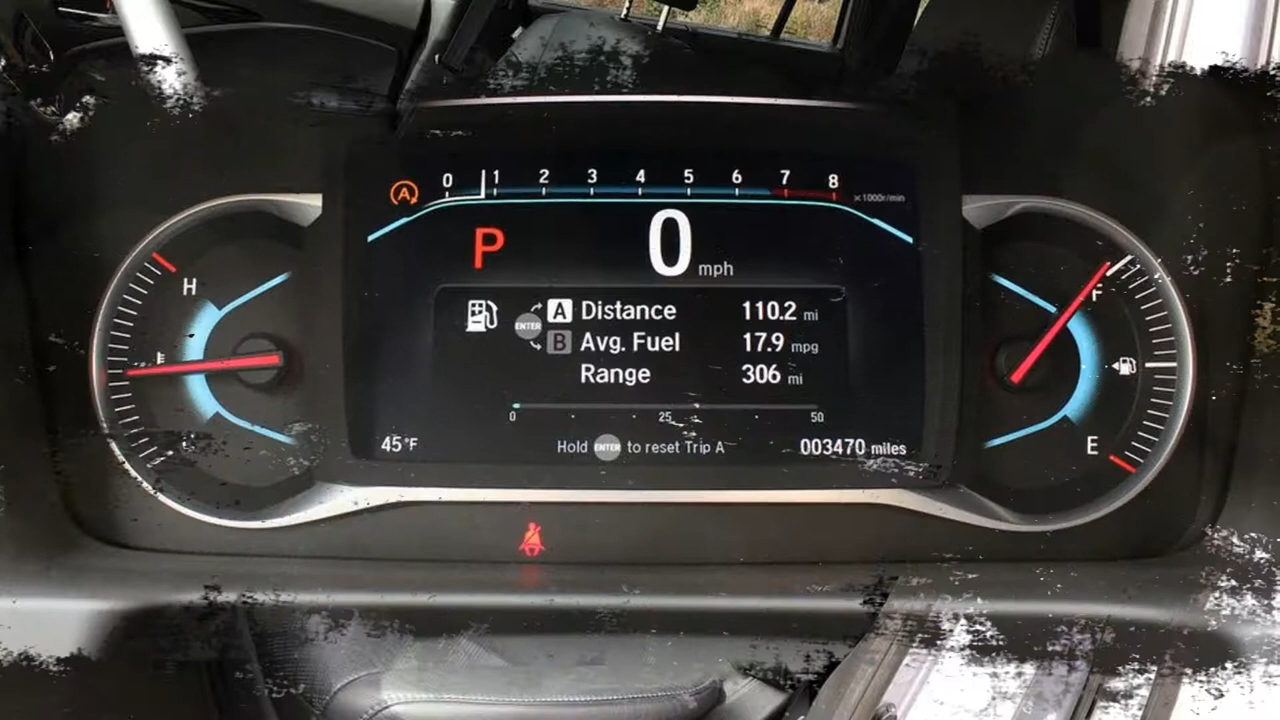 A 0 1 2 3 4 5 6 7 8
x1000r/min
P 0 mph
H
F
ENTER A Distance 110.2 mi
B Avg. Fuel 17.9 mpg
Range 306 mi
0 25 50
E
45°F Hold ENTER to reset Trip A 003470 miles